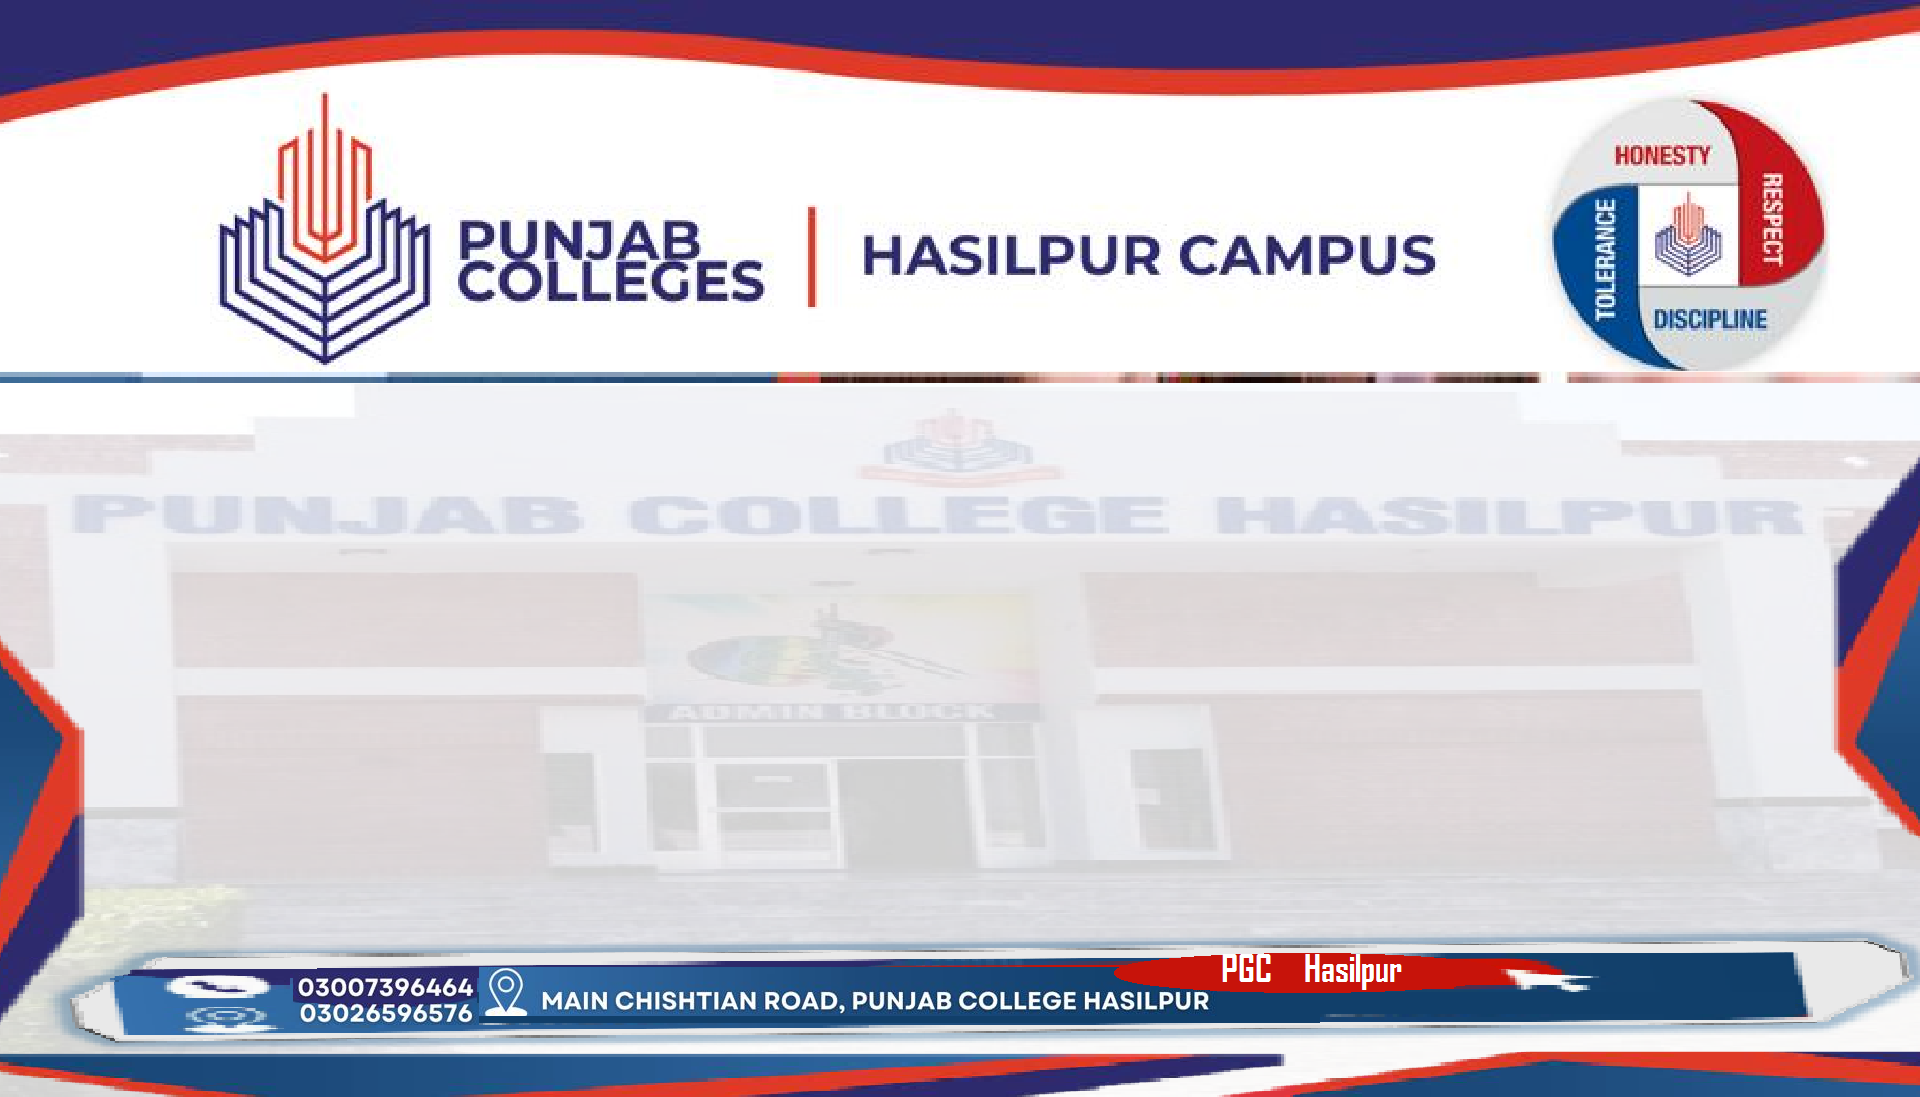 PUNJAB
COLLEGES
HASILPUR CAMPUS
HONESTY
RESPECT
TOLERANCE
DISCIPLINE
PUNJAB COLLEGE HASILPUR
ADMIN BLOCK
03007396464
03026596576
MAIN CHISHTIAN ROAD, PUNJAB COLLEGE HASILPUR
PGC Hasilpur